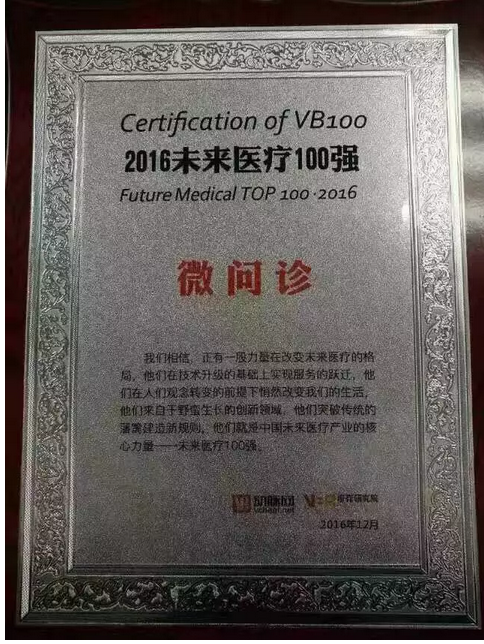 Certification of VB100
2016未来医疗100强
Future Medical TOP 100·2016
微问诊
我们相信，正有一股力量在改变未来医疗的格
局，他们在技术升级的基础上实现服务的跃迁，他
们在人们观念转变的前提下悄然改变我们的生活，
他们来自于野蛮生长的创新领域，他们突破传统的
藩篱建造新规则，他们就是中国未来医疗产业的核
心力量——未来医疗100强。
动脉网
vcbeat.net
研究院
2016年12月